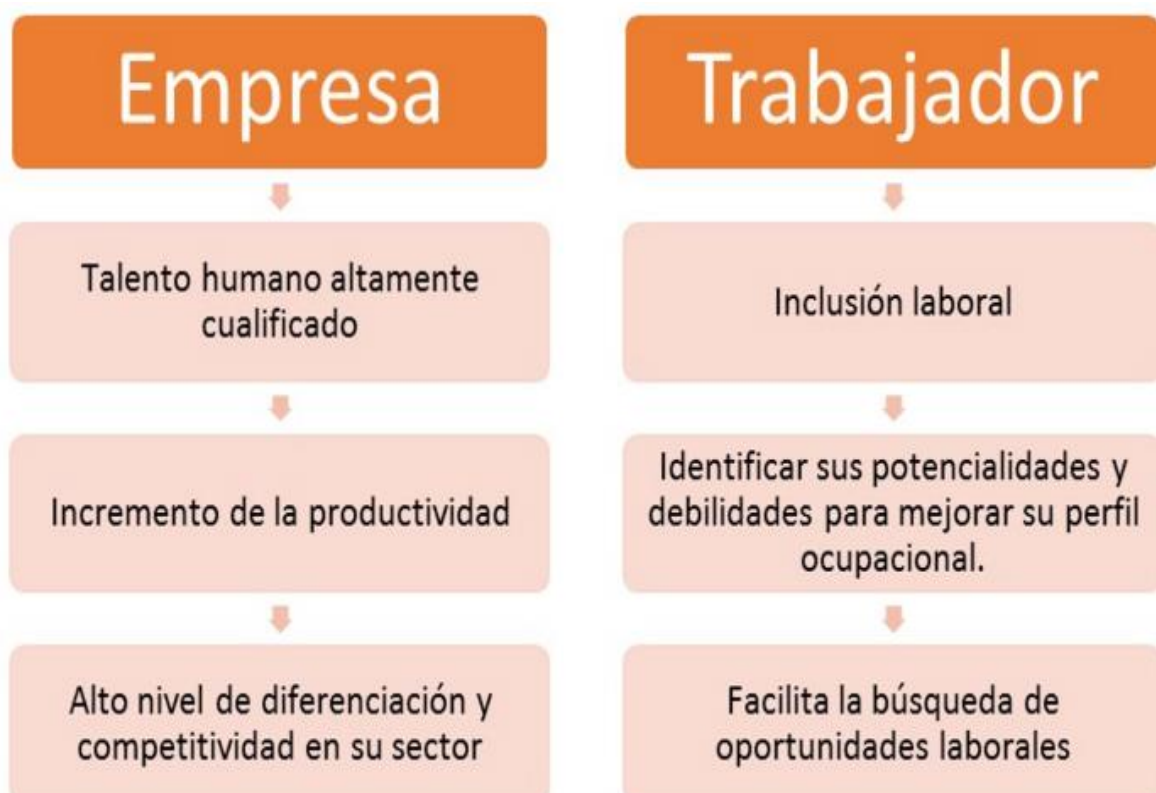 Empresa
Talento humano altamente
cualificado
Incremento de la productividad
Alto nivel de diferenciación y
competitividad en su sector
Trabajador
Inclusión laboral
Identificar sus potencialidades y
debilidades para mejorar su perfil
ocupacional.
Facilita la búsqueda de
oportunidades laborales